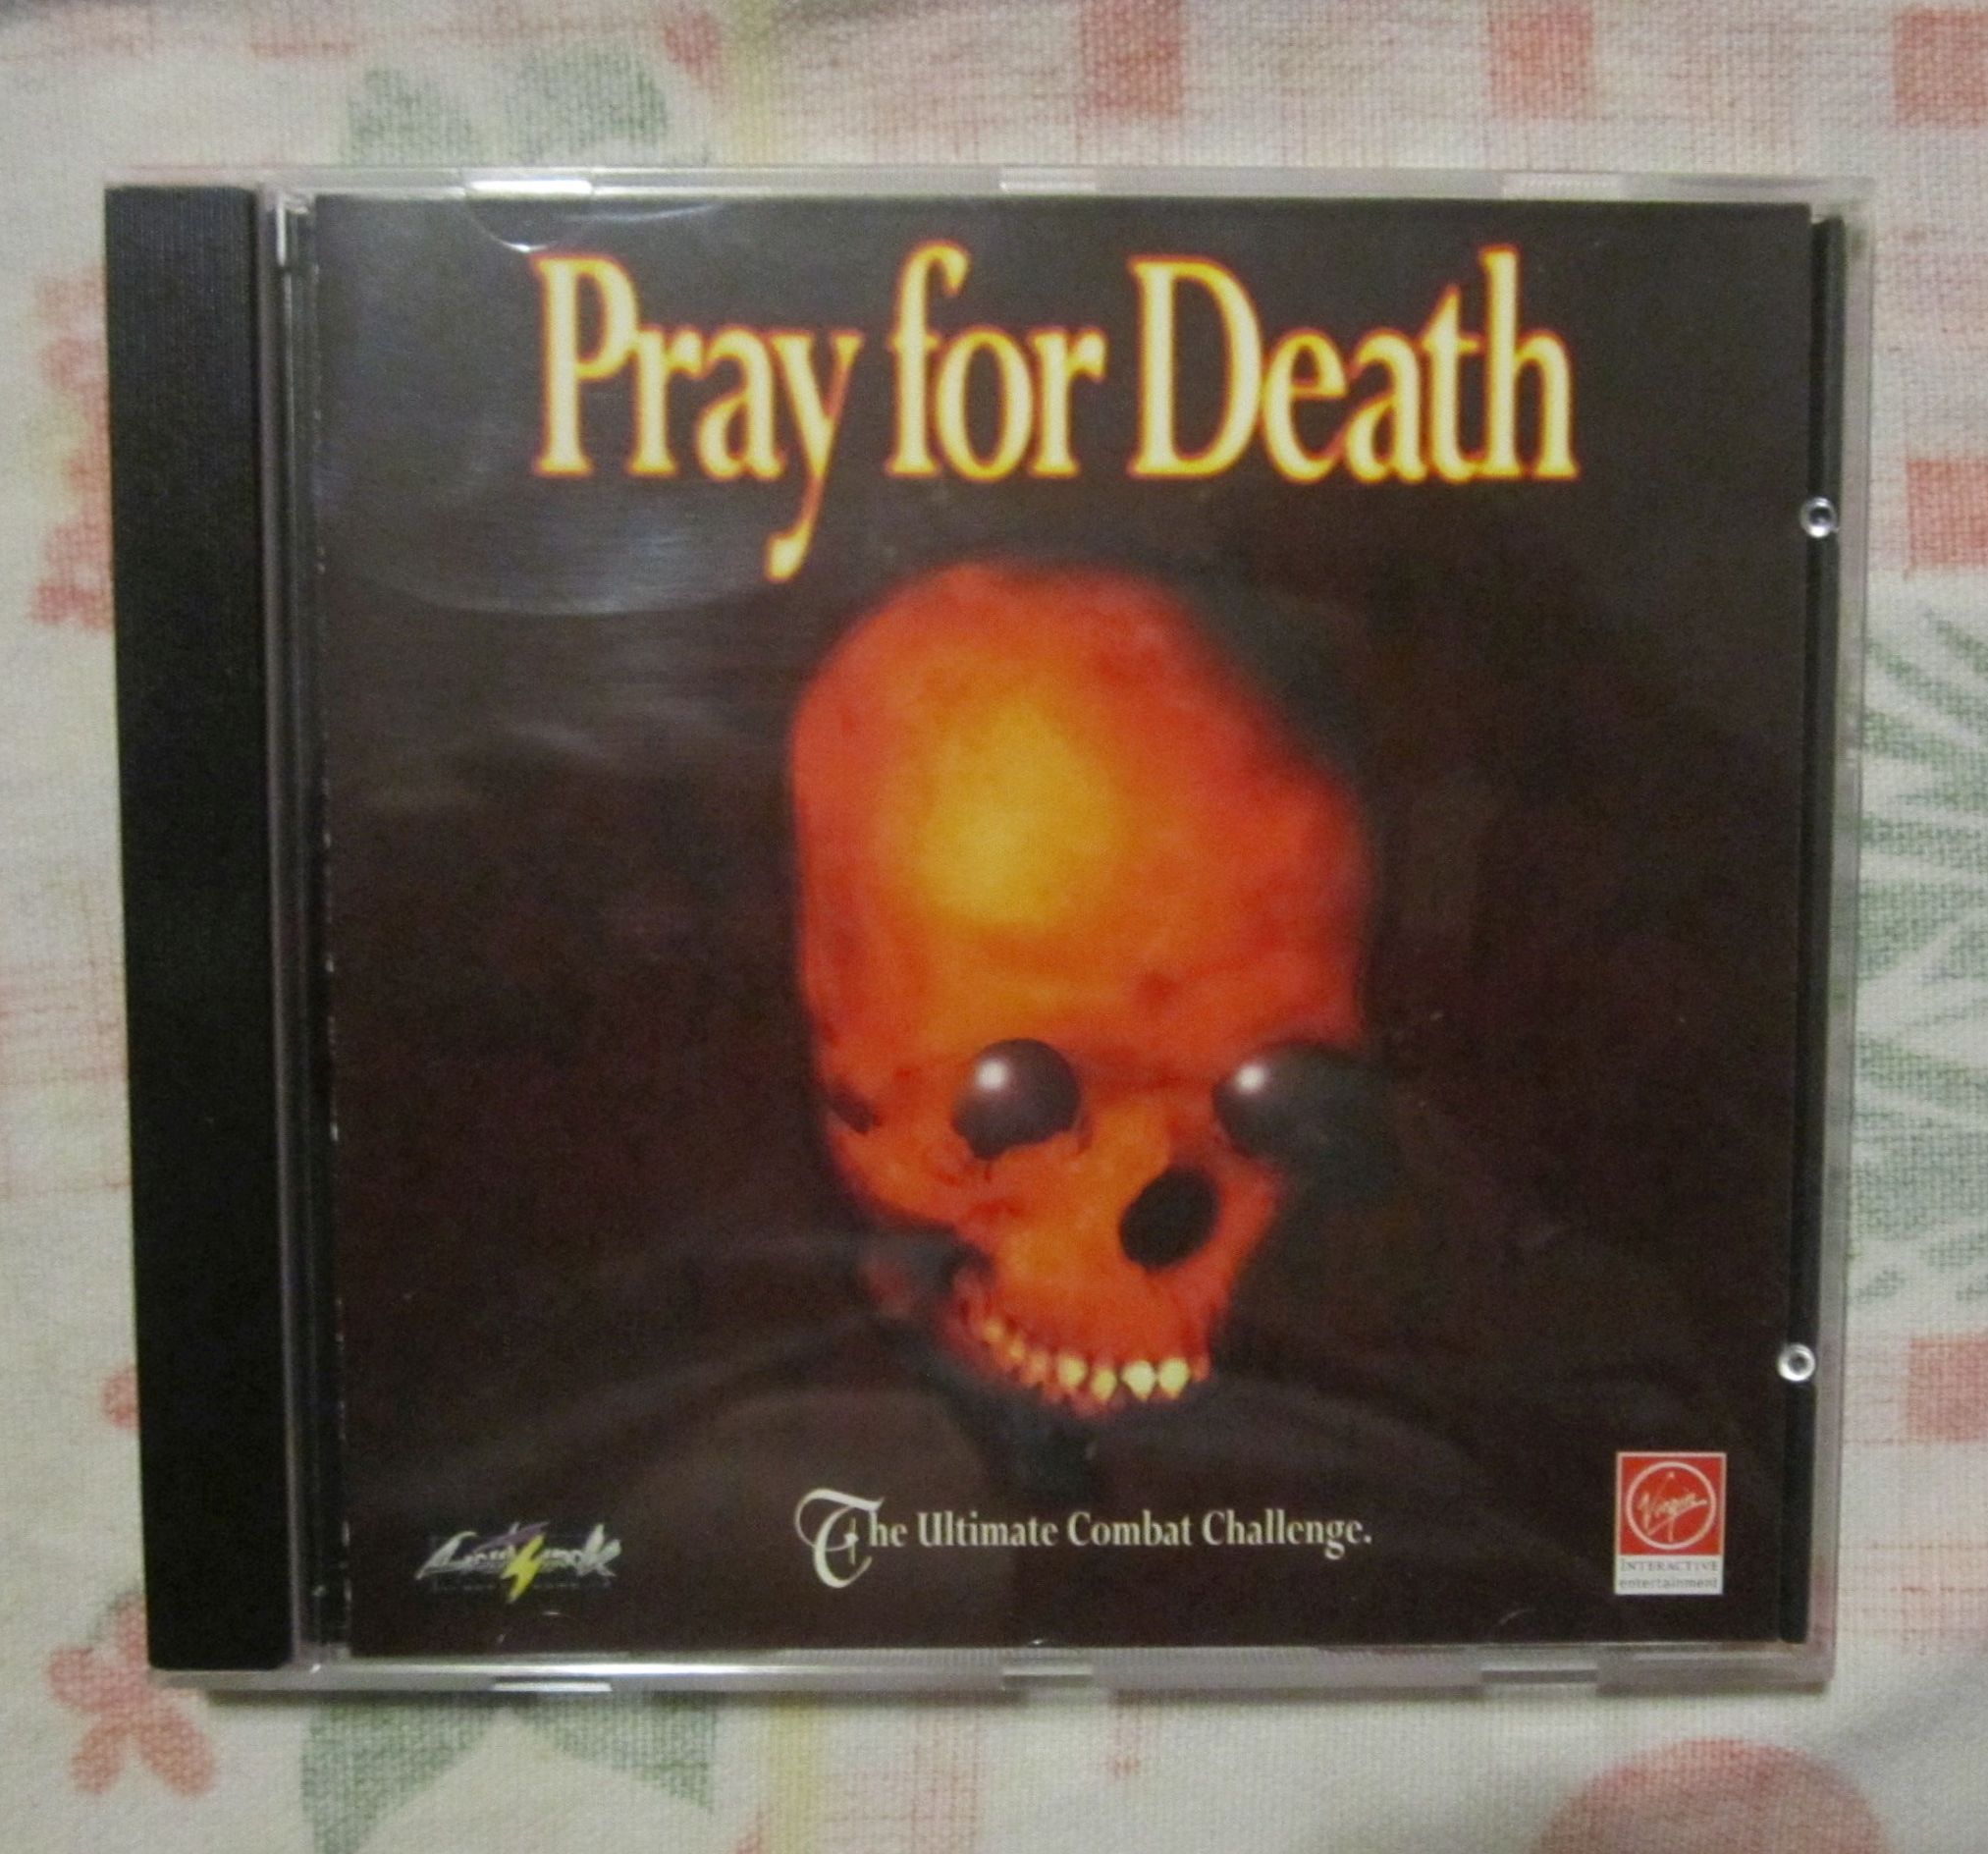 Pray for Death
The Ultimate Combat Challenge.
Virgin
INTERACTIVE
entertainment